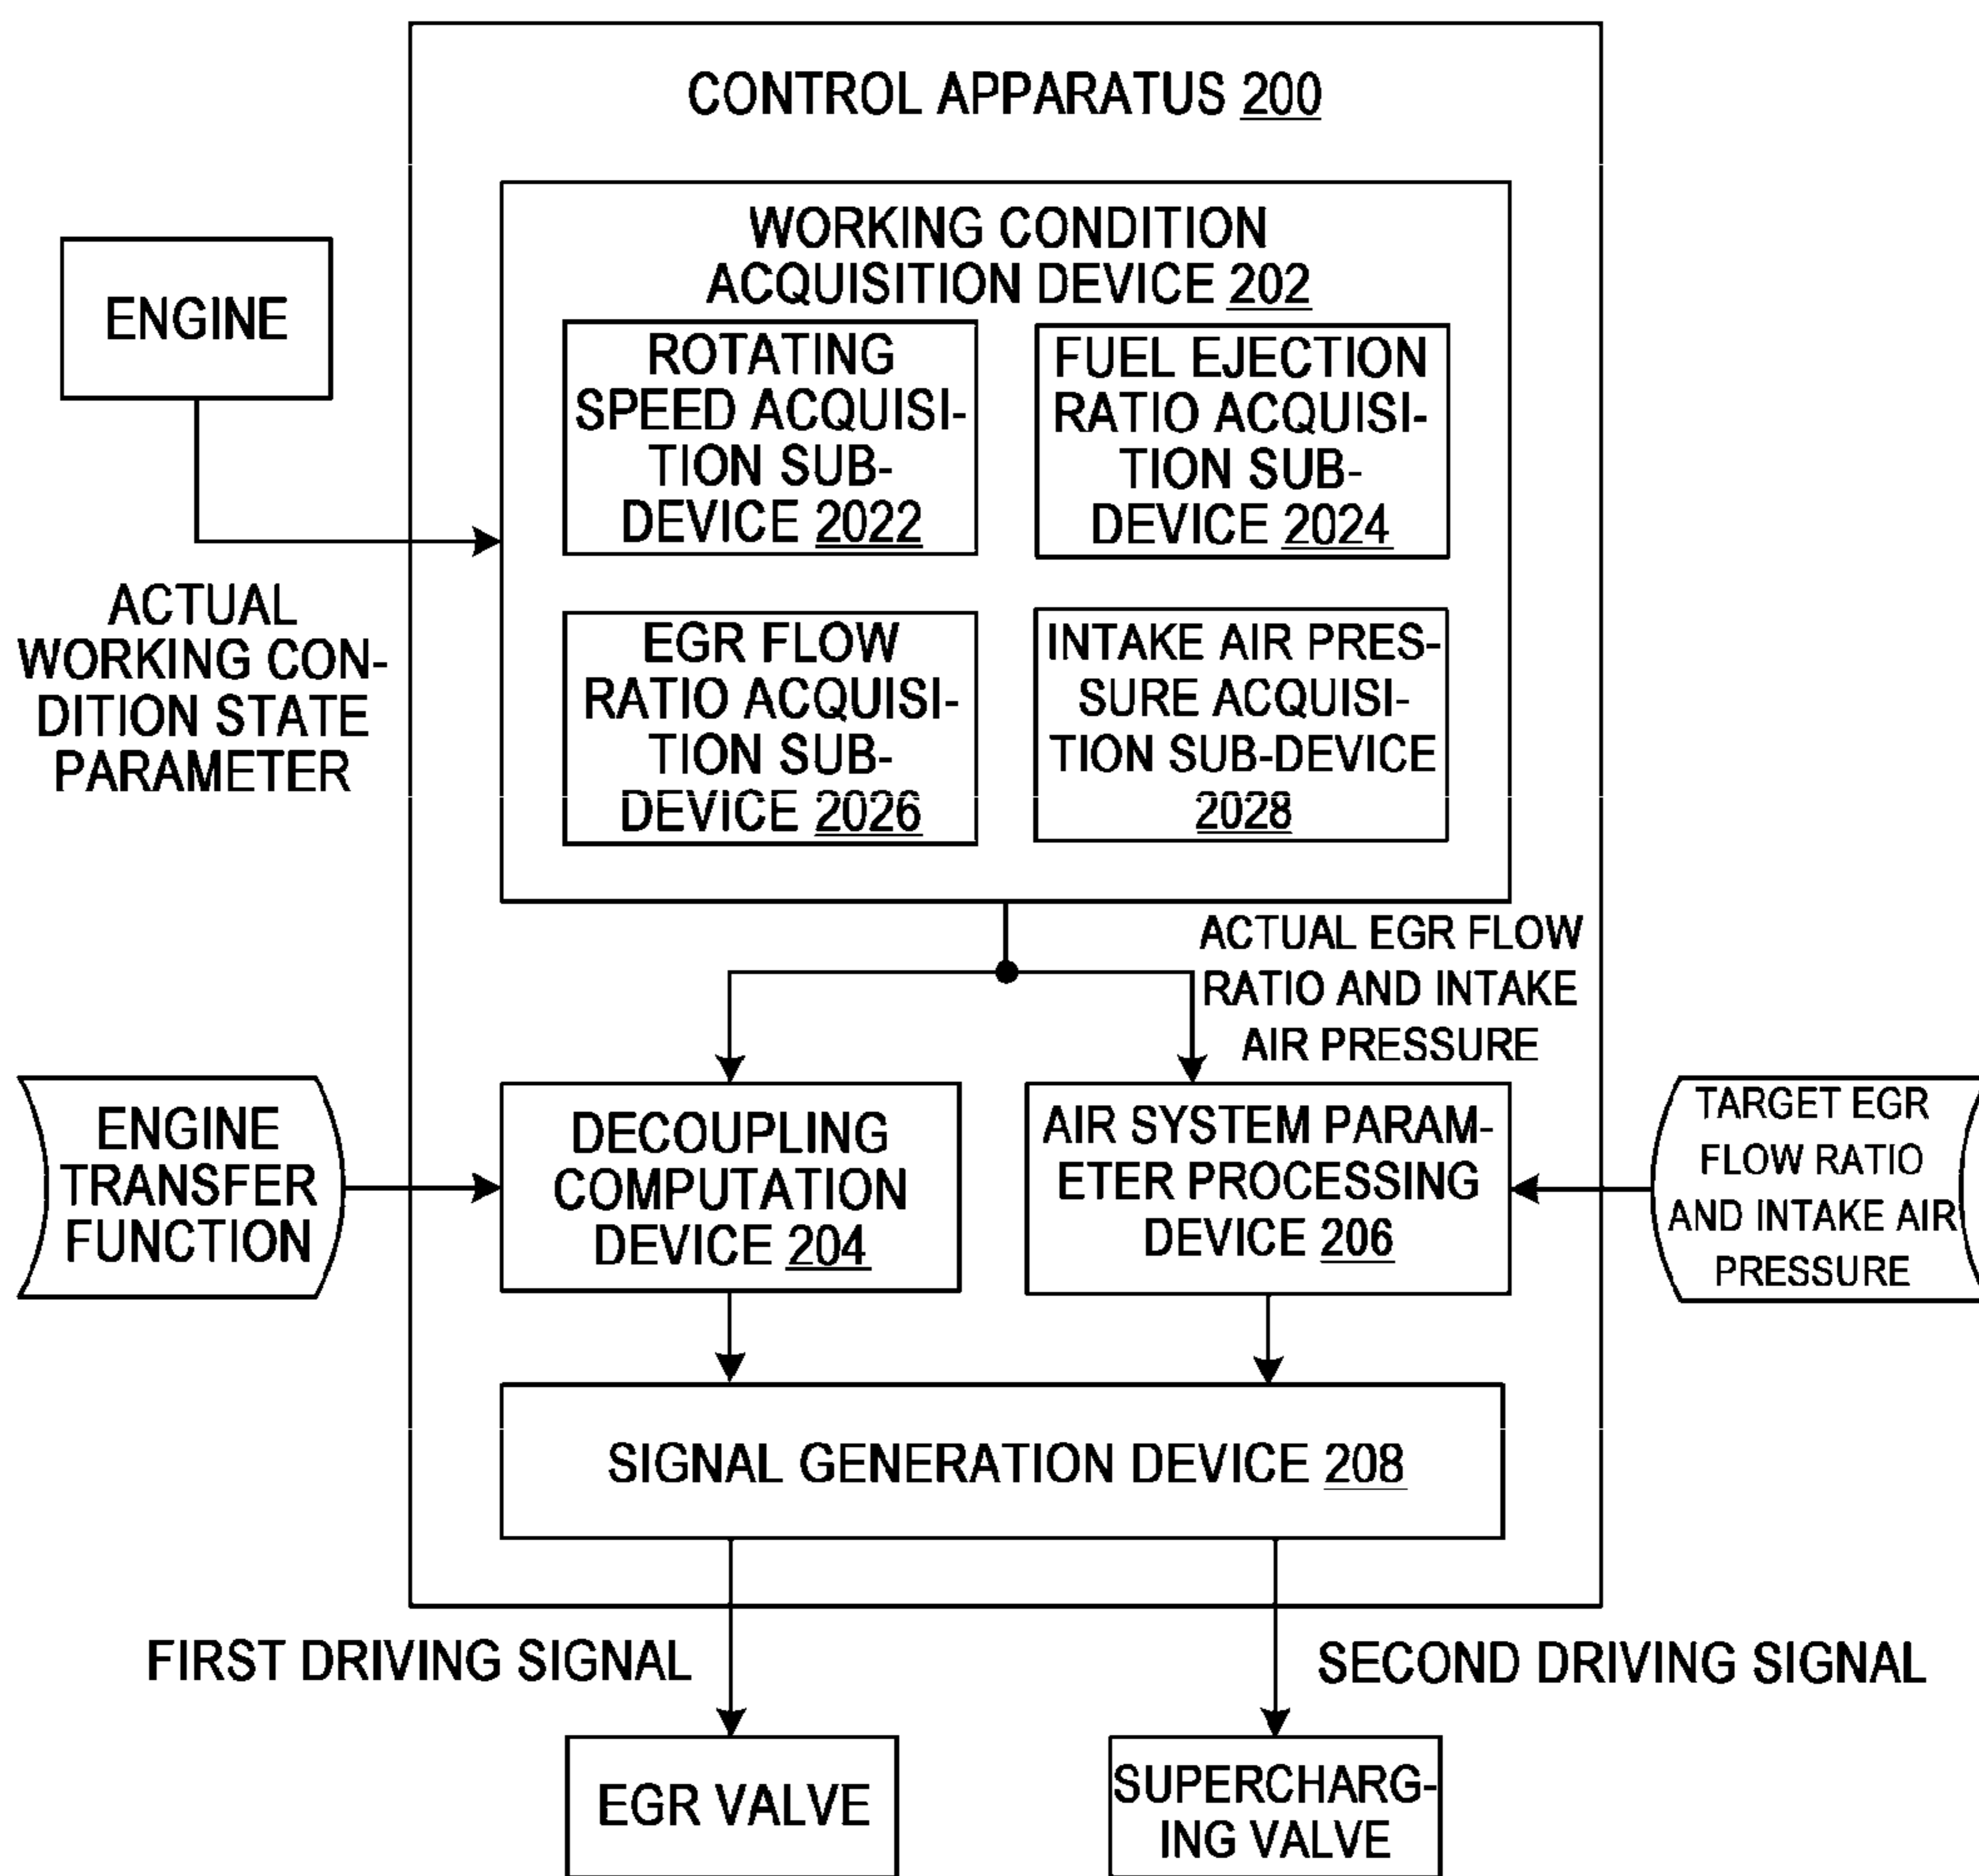 CONTROL APPARATUS 200
WORKING CONDITION
ACQUISITION DEVICE 202
ENGINE
ROTATING
SPEED ACQUISI-
TION SUB-
DEVICE 2022
FUEL EJECTION
RATIO ACQUISI-
TION SUB-
DEVICE 2024
ACTUAL
WORKING CON-
DITION STATE
PARAMETER
EGR FLOW
RATIO ACQUISI-
TION SUB-
DEVICE 2026
INTAKE AIR PRES-
SURE ACQUISI-
TION SUB-DEVICE
2028
ACTUAL EGR FLOW
RATIO AND INTAKE
AIR PRESSURE
ENGINE
TRANSFER
FUNCTION
DECOUPLING
COMPUTATION
DEVICE 204
AIR SYSTEM PARAM-
ETER PROCESSING
DEVICE 206
TARGET EGR
FLOW RATIO
AND INTAKE AIR
PRESSURE
SIGNAL GENERATION DEVICE 208
FIRST DRIVING SIGNAL
SECOND DRIVING SIGNAL
EGR VALVE
SUPERCHARG-
ING VALVE